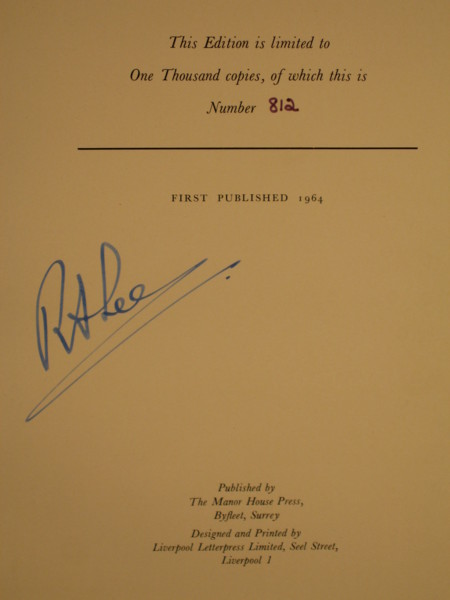 This Edition is limited to
One Thousand copies, of which this is
Number 812
FIRST PUBLISHED 1964
R A Lee
Published by
The Manor House Press,
Byfleet, Surrey
Designed and Printed by
Liverpool Letterpress Limited, Seel Street,
Liverpool 1